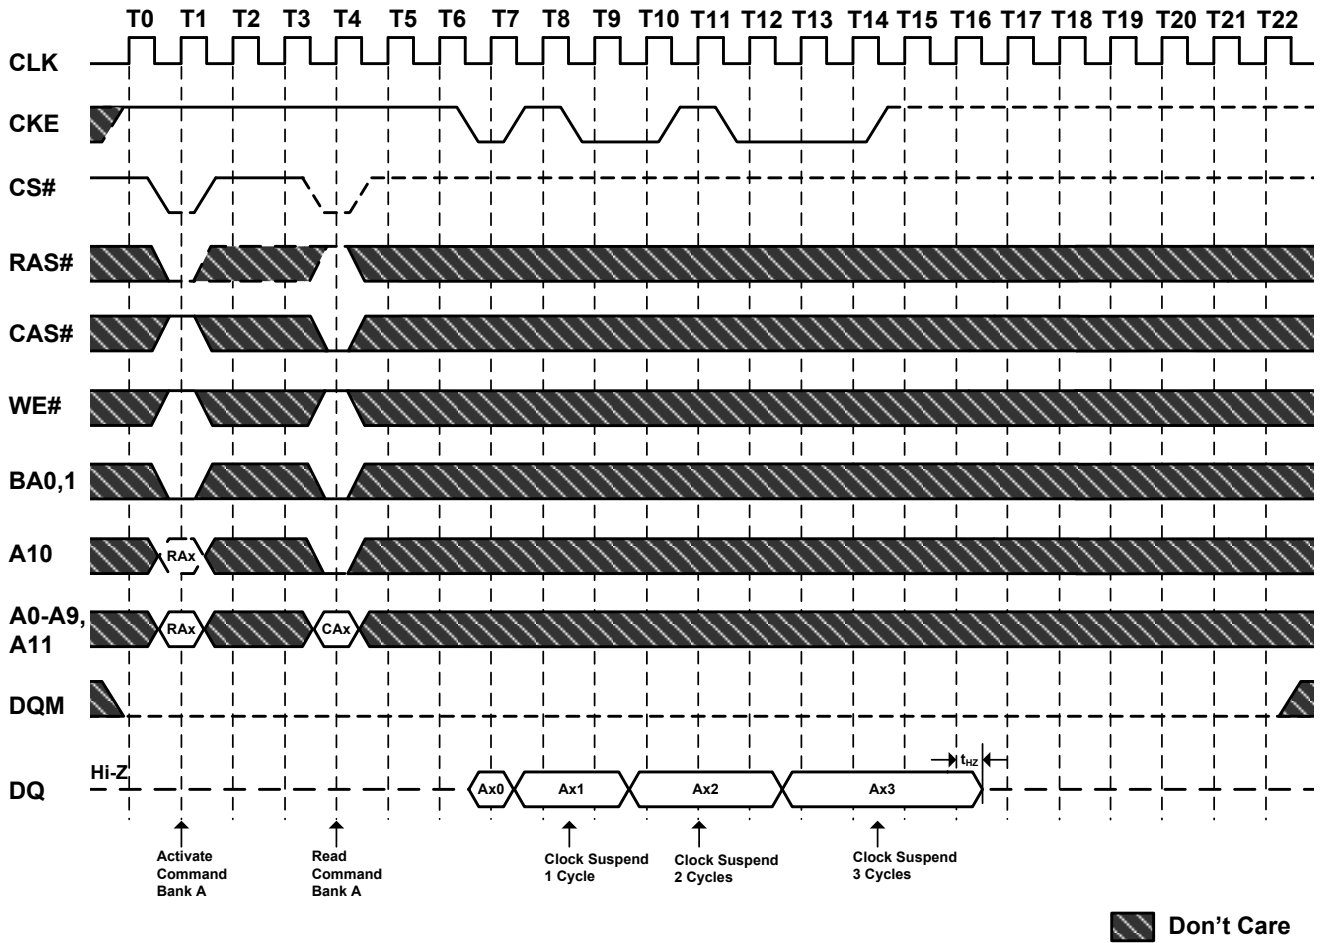 T0 T1 T2 T3 T4 T5 T6 T7 T8 T9 T10 T11 T12 T13 T14 T15 T16 T17 T18 T19 T20 T21 T22
CLK
CKE
CS#
RAS#
CAS#
WE#
BA0,1
A10 RAx
A0-A9,
A11
RAx CAx
DQM
tHZ
Hi-Z
DQ Ax0 Ax1 Ax2 Ax3
Activate
Command
Bank A
Read
Command
Bank A
Clock Suspend
1 Cycle
Clock Suspend
2 Cycles
Clock Suspend
3 Cycles
Don't Care